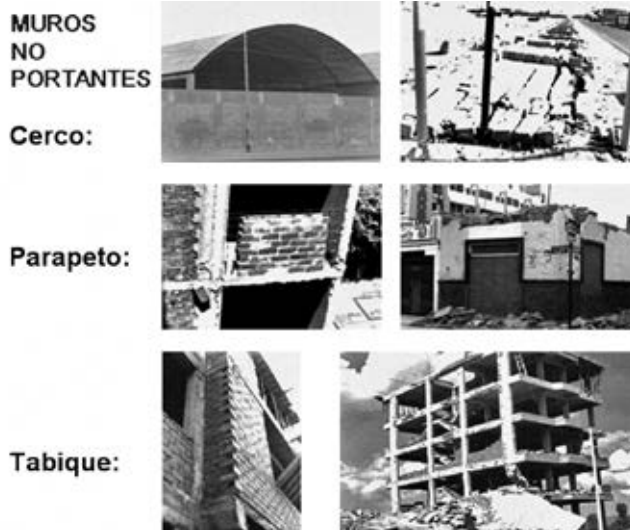 MUROS
NO
PORTANTES
Cerco:
Parapeto:
Tabique: